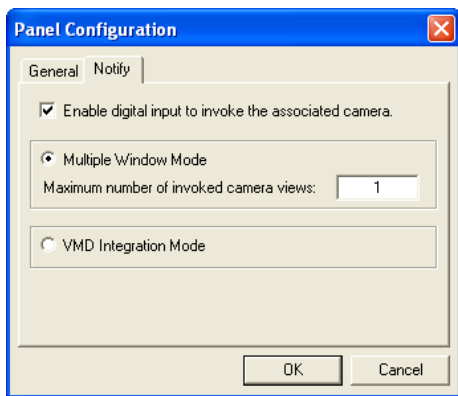 Panel Configuration
General Notify
Enable digital input to invoke the associated camera.
Multiple Window Mode
Maximum number of invoked camera views: 1
VMD Integration Mode
OK Cancel